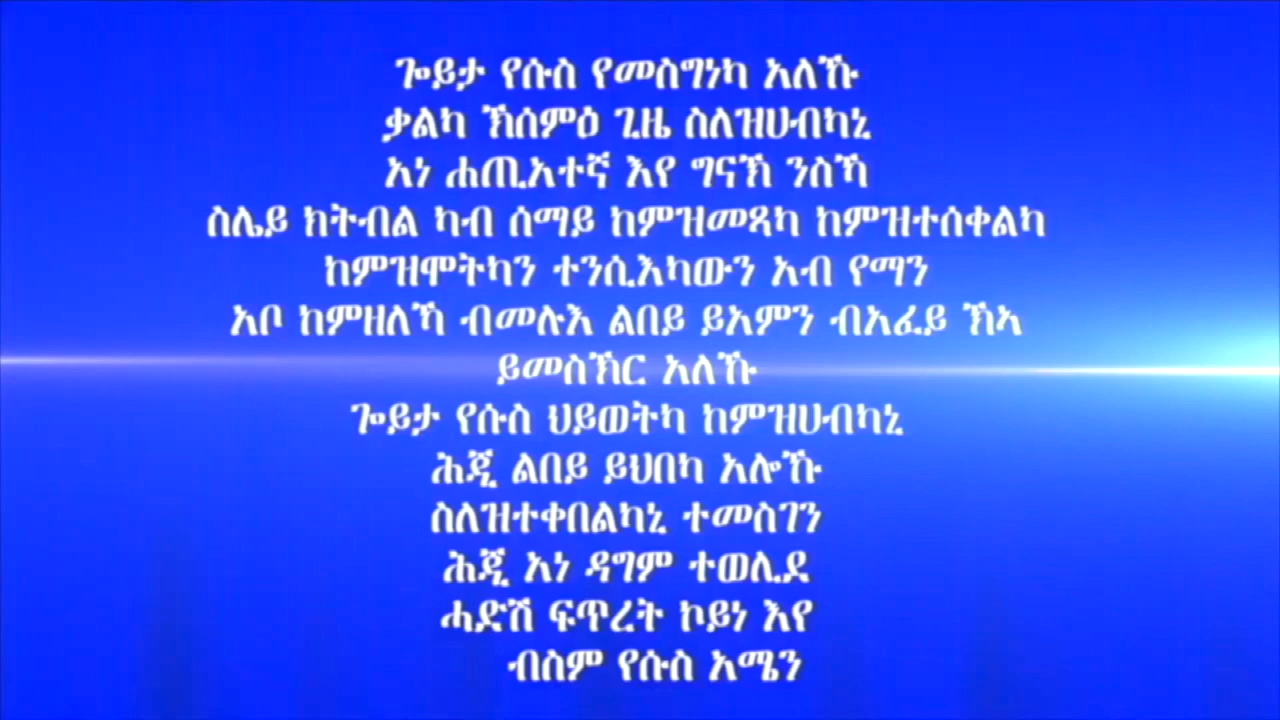 ጐይታ የሱስ የመስግነካ አለኹ
ቃልካ ኽሰምዕ ጊዜ ስለዝሀብካኒ
አነ ሐጢአተኛ እየ ግናኽ ንስኻ
ስሌይ ክትብል ካብ ሰማይ ከምዝመጻካ ከምዝተሰቀልካ
ከምዝሞትካን ተንሲእካውን አብ የማን
አቦ ከምዘለኻ ብመሉእ ልበይ ይአምን ብአፈይ ኽኣ
ይመስኽር አለኹ
ጐይታ የሱስ ህይወትካ ከምዝሀብካኒ
ሕጂ ልበይ ይህበካ አሎኹ
ስለዝተቀበልካኒ ተመስገን
ሕጂ አነ ዳግም ተወሊደ
ሓድሽ ፍጥረት ኮይነ እየ
ብስም የሱስ አሜን